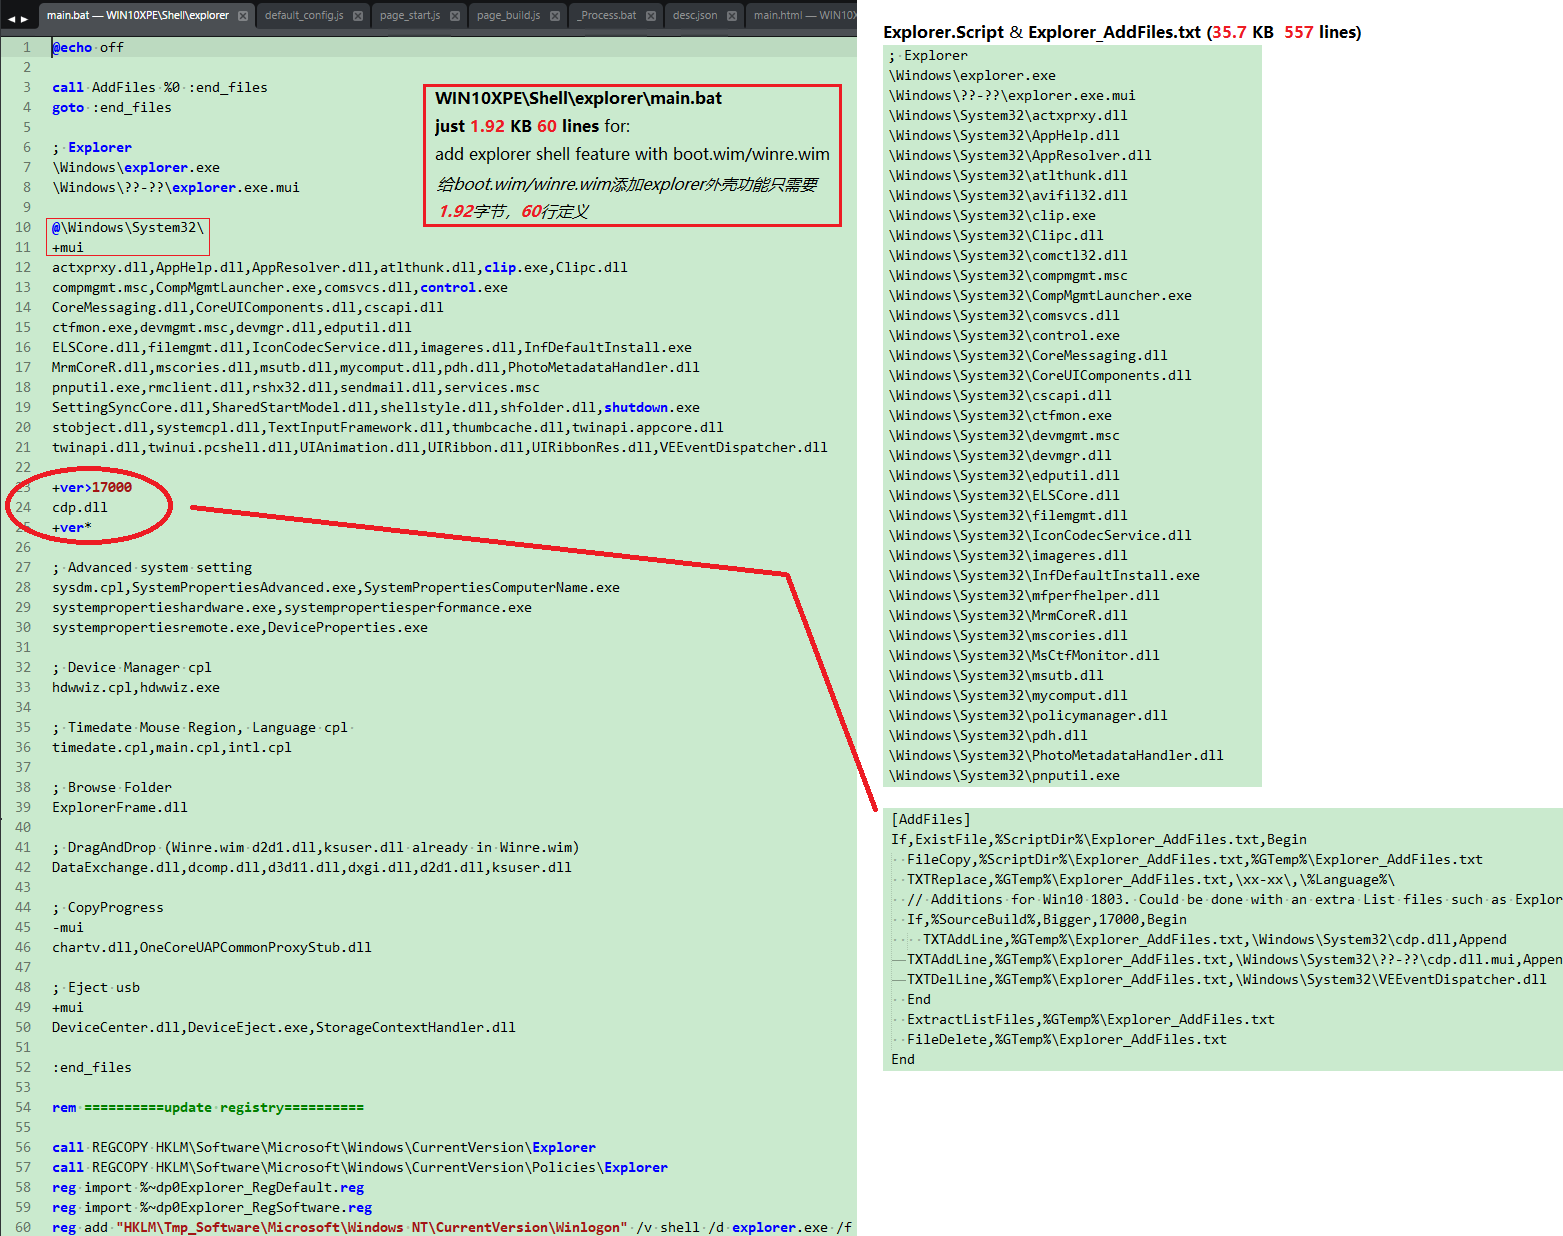 main.bat — WIN10XPE\Shell\explorer
default_config.js
page_start.js
page_build.js
_Process.bat
desc.json
main.html — WIN10X
1 @echo off
2
3 call AddFiles %0 :end_files
4 goto :end_files
5
6 ; Explorer
7 \Windows\explorer.exe
8 \Windows\??-??\explorer.exe.mui
9
10 @\Windows\System32\
11 +mui
12 actxprxy.dll,AppHelp.dll,AppResolver.dll,atlthunk.dll,clip.exe,Clipc.dll
13 compmgmt.msc,CompMgmtLauncher.exe,comsvcs.dll,control.exe
14 CoreMessaging.dll,CoreUIComponents.dll,cscapi.dll
15 ctfmon.exe,devmgmt.msc,devmgr.dll,edputil.dll
16 ELSCore.dll,filemgmt.dll,IconCodecService.dll,imageres.dll,InfDefaultInstall.exe
17 MrmCoreR.dll,mscories.dll,msutb.dll,mycomput.dll,pdh.dll,PhotoMetadataHandler.dll
18 pnputil.exe,rmclient.dll,rshx32.dll,sendmail.dll,services.msc
19 SettingSyncCore.dll,SharedStartModel.dll,shellstyle.dll,shfolder.dll,shutdown.exe
20 stobject.dll,systemcpl.dll,TextInputFramework.dll,thumbcache.dll,twinapi.appcore.dll
21 twinapi.dll,twinui.pcshell.dll,UIAnimation.dll,UIRibbon.dll,UIRibbonRes.dll,VEEventDispatcher.dll
22
23 +ver>17000
24 cdp.dll
25 +ver*
26
27 ; Advanced system setting
28 sysdm.cpl,SystemPropertiesAdvanced.exe,SystemPropertiesComputerName.exe
29 systempropertieshardware.exe,systempropertiesperformance.exe
30 systempropertiesremote.exe,DeviceProperties.exe
31
32 ; Device Manager cpl
33 hdwwiz.cpl,hdwwiz.exe
34
35 ; Timedate Mouse Region, Language cpl
36 timedate.cpl,main.cpl,intl.cpl
37
38 ; Browse Folder
39 ExplorerFrame.dll
40
41 ; DragAndDrop (Winre.wim d2d1.dll,ksuser.dll already in Winre.wim)
42 DataExchange.dll,dcomp.dll,d3d11.dll,dxgi.dll,d2d1.dll,ksuser.dll
43
44 ; CopyProgress
45 -mui
46 chartv.dll,OneCoreUAPCommonProxyStub.dll
47
48 ; Eject usb
49 +mui
50 DeviceCenter.dll,DeviceEject.exe,StorageContextHandler.dll
51
52 :end_files
53
54 rem ==========update registry==========
55
56 call REGCOPY HKLM\Software\Microsoft\Windows\CurrentVersion\Explorer
57 call REGCOPY HKLM\Software\Microsoft\Windows\CurrentVersion\Policies\Explorer
58 reg import %~dp0Explorer_RegDefault.reg
59 reg import %~dp0Explorer_RegSoftware.reg
60 reg add "HKLM\Tmp_Software\Microsoft\Windows NT\CurrentVersion\Winlogon" /v shell /d explorer.exe /f
WIN10XPE\Shell\explorer\main.bat
just 1.92 KB 60 lines for:
add explorer shell feature with boot.wim/winre.wim
给boot.wim/winre.wim添加explorer外壳功能只需要
1.92字节，60行定义
Explorer.Script & Explorer_AddFiles.txt (35.7 KB 557 lines)
; Explorer
\Windows\explorer.exe
\Windows\??-??\explorer.exe.mui
\Windows\System32\actxprxy.dll
\Windows\System32\AppHelp.dll
\Windows\System32\AppResolver.dll
\Windows\System32\atlthunk.dll
\Windows\System32\avifil32.dll
\Windows\System32\clip.exe
\Windows\System32\Clipc.dll
\Windows\System32\comctl32.dll
\Windows\System32\compmgmt.msc
\Windows\System32\CompMgmtLauncher.exe
\Windows\System32\comsvcs.dll
\Windows\System32\control.exe
\Windows\System32\CoreMessaging.dll
\Windows\System32\CoreUIComponents.dll
\Windows\System32\cscapi.dll
\Windows\System32\ctfmon.exe
\Windows\System32\devmgmt.msc
\Windows\System32\devmgr.dll
\Windows\System32\edputil.dll
\Windows\System32\ELSCore.dll
\Windows\System32\filemgmt.dll
\Windows\System32\IconCodecService.dll
\Windows\System32\imageres.dll
\Windows\System32\InfDefaultInstall.exe
\Windows\System32\mfperfhelper.dll
\Windows\System32\MrmCoreR.dll
\Windows\System32\mscories.dll
\Windows\System32\MsCtfMonitor.dll
\Windows\System32\msutb.dll
\Windows\System32\mycomput.dll
\Windows\System32\policymanager.dll
\Windows\System32\pdh.dll
\Windows\System32\PhotoMetadataHandler.dll
\Windows\System32\pnputil.exe
[AddFiles]
If,ExistFile,%ScriptDir%\Explorer_AddFiles.txt,Begin
FileCopy,%ScriptDir%\Explorer_AddFiles.txt,%GTemp%\Explorer_AddFiles.txt
TXTReplace,%GTemp%\Explorer_AddFiles.txt,\xx-xx\,\%Language%\
// Additions for Win10 1803. Could be done with an extra List files such as Explor
If,%SourceBuild%,Bigger,17000,Begin
TXTAddLine,%GTemp%\Explorer_AddFiles.txt,\Windows\System32\cdp.dll,Append
TXTAddLine,%GTemp%\Explorer_AddFiles.txt,\Windows\System32\??-??\cdp.dll.mui,Appen
TXTDelLine,%GTemp%\Explorer_AddFiles.txt,\Windows\System32\VEEventDispatcher.dll
End
ExtractListFiles,%GTemp%\Explorer_AddFiles.txt
FileDelete,%GTemp%\Explorer_AddFiles.txt
End